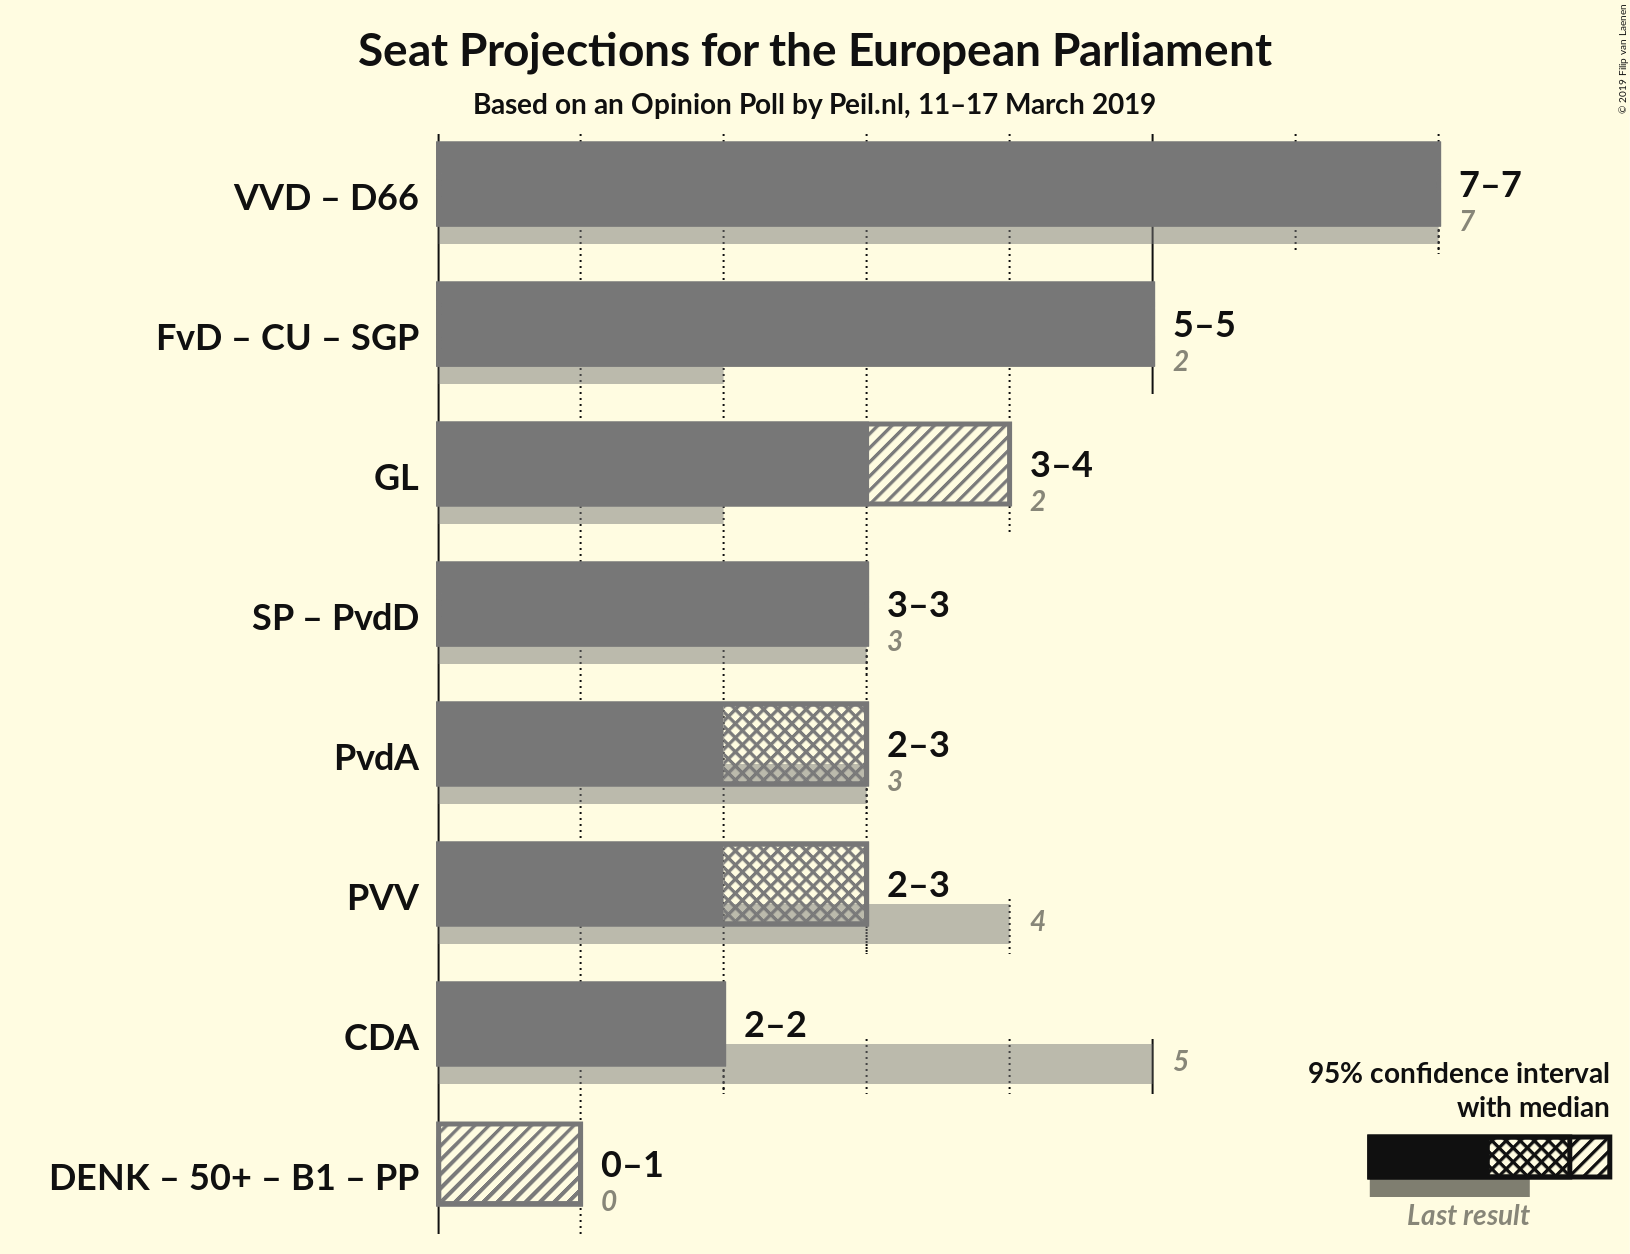 Seat Projections for the European Parliament
Based on an Opinion Poll by Peil.nl, 11–17 March 2019
© 2019 Filip van Laenen
VVD – D66
7–7
7
FvD – CU – SGP
5–5
2
GL
3–4
2
SP – PvdD
3–3
3
PvdA
2–3
3
PVV
2–3
4
CDA
2–2
5
DENK – 50+ – B1 – PP
0–1
0
95% confidence interval
with median
Last result